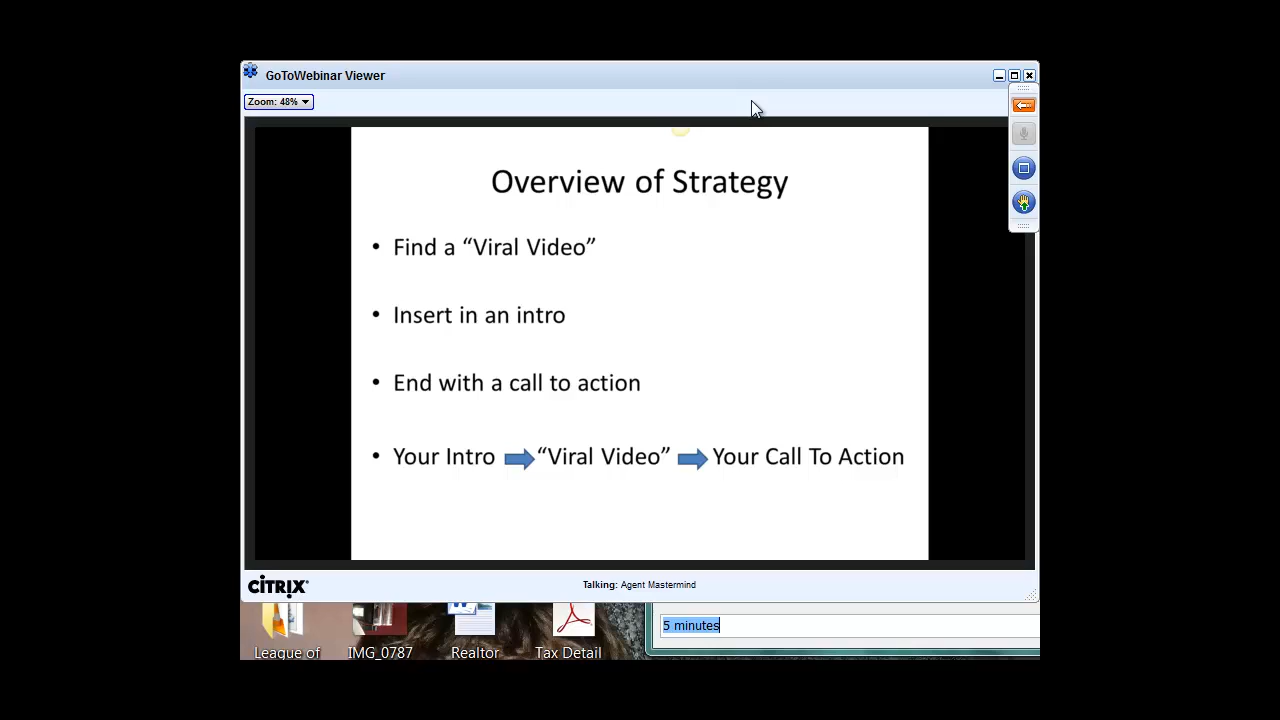 GoToWebinar Viewer
Zoom: 48%
Overview of Strategy
• Find a “Viral Video”
• Insert in an intro
• End with a call to action
• Your Intro “Viral Video” Your Call To Action
CİTRIX
Talking: Agent Mastermind
5 minutes
League of IMG_0787 Realtor Tax Detail